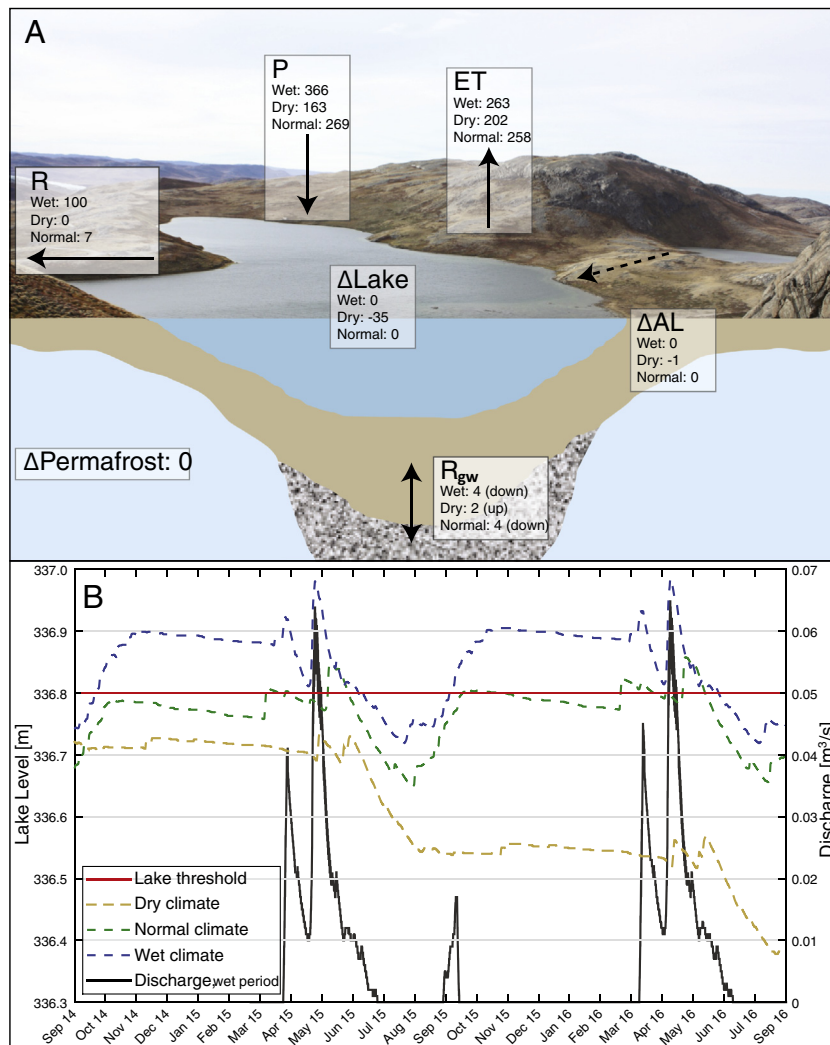 A
P
Wet: 366
Dry: 163
Normal: 269
ET
Wet: 263
Dry: 202
Normal: 258
R
Wet: 100
Dry: 0
Normal: 7
ΔLake
Wet: 0
Dry: -35
Normal: 0
ΔAL
Wet: 0
Dry: -1
Normal: 0
ΔPermafrost: 0
Rgw
Wet: 4 (down)
Dry: 2 (up)
Normal: 4 (down)
B
Lake Level [m]
337.0
336.9
336.8
336.7
336.6
336.5
336.4
336.3
Discharge [m³/s]
0.07
0.06
0.05
0.04
0.03
0.02
0.01
0
Lake threshold
Dry climate
Normal climate
Wet climate
Discharge,wet period
Sep 14
Oct 14
Nov 14
Dec 14
Jan 15
Feb 15
Mar 15
Apr 15
May 15
Jun 15
Jul 15
Aug 15
Sep 15
Oct 15
Nov 15
Dec 15
Jan 16
Feb 16
Mar 16
Apr 16
May 16
Jun 16
Jul 16
Sep 16